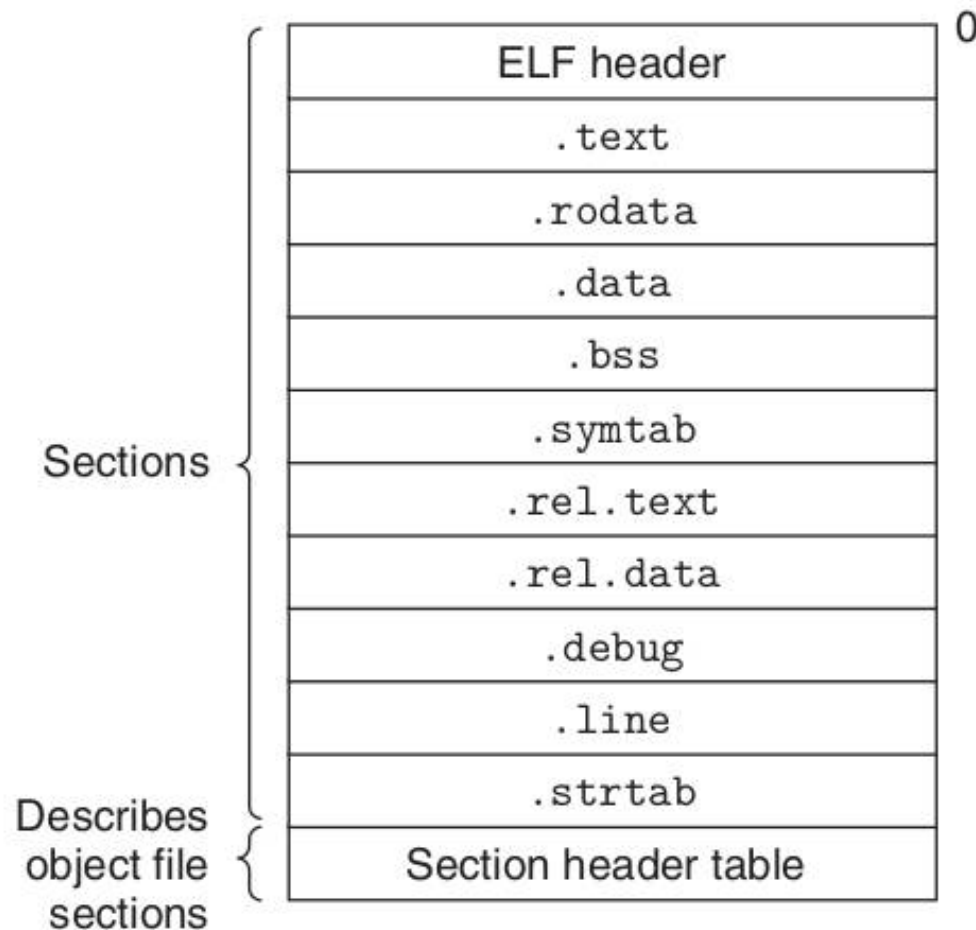 0
ELF header
.text
.rodata
.data
.bss
.symtab
Sections
.rel.text
.rel.data
.debug
.line
.strtab
Describes
object file
sections
Section header table